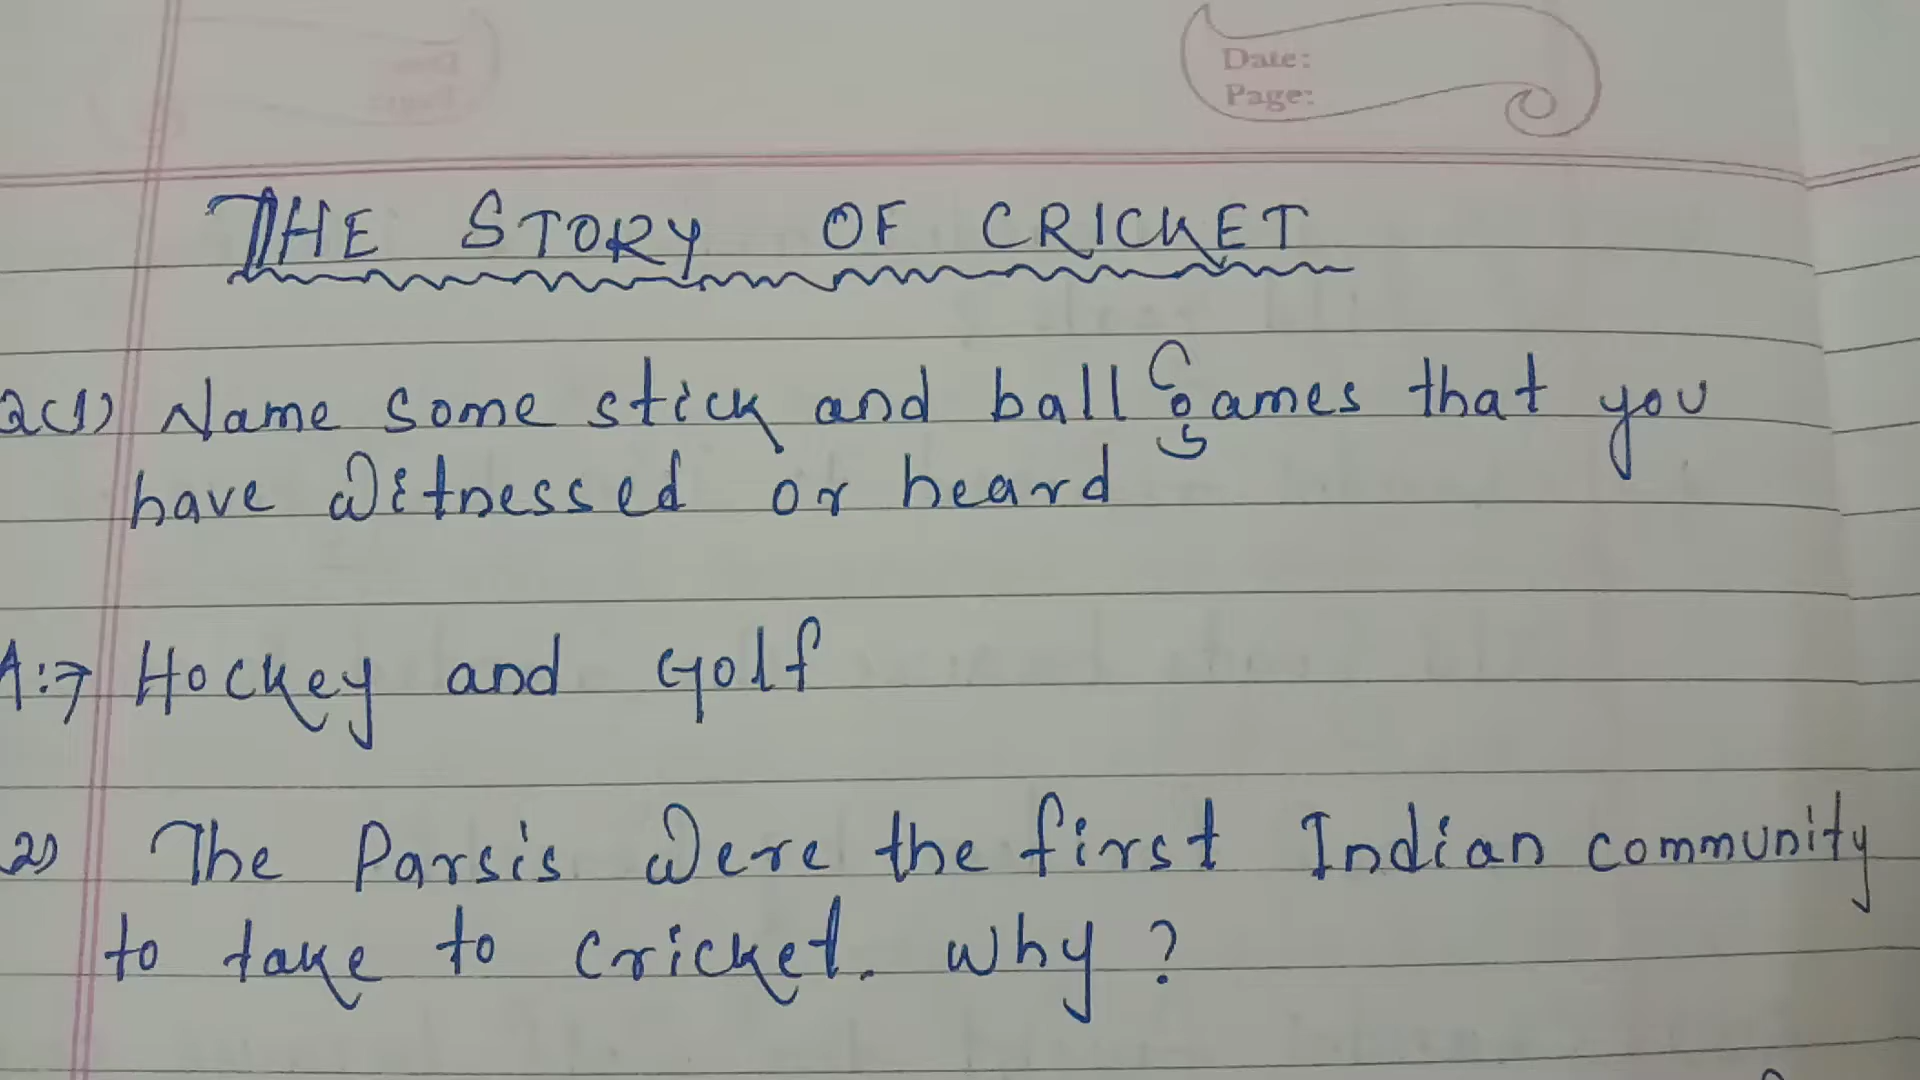 Date:
Page:
THE STORY OF CRICKET
Q(1) Name some stick and ball Games that you
have witnessed or heard
A:→ Hockey and Golf
2) The Parsis were the first Indian community
to take to cricket. Why?